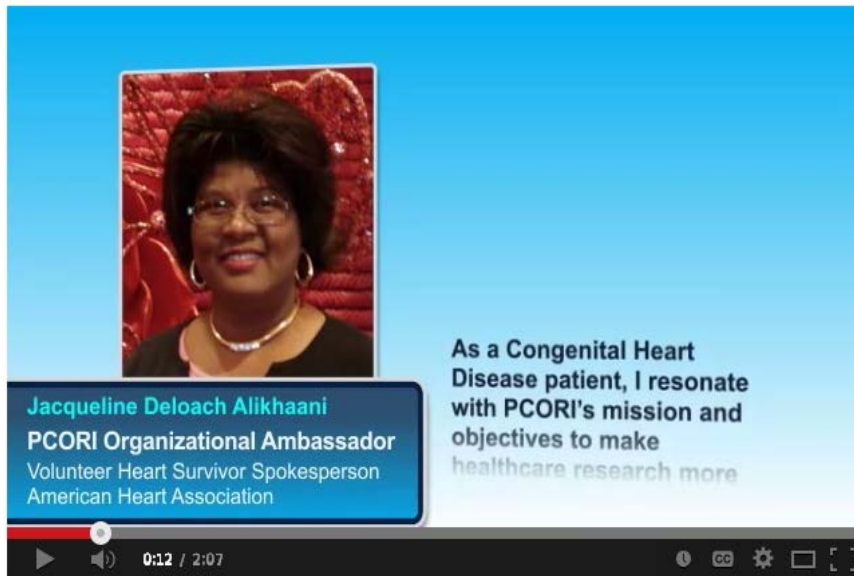 Jacqueline Deloach Alikhaani
PCORI Organizational Ambassador
Volunteer Heart Survivor Spokesperson
American Heart Association
As a Congenital Heart
Disease patient, I resonate
with PCORI's mission and
objectives to make
healthcare research more
0:12 / 2:07
CC